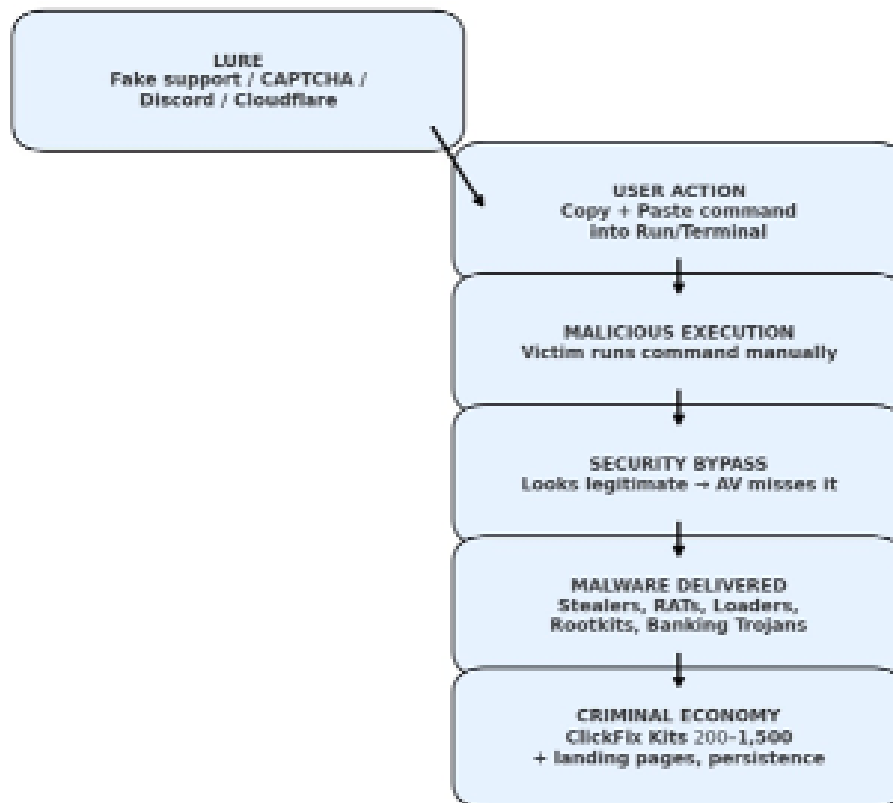 LURE
Fake support / CAPTCHA /
Discord / Cloudflare
USER ACTION
Copy + Paste command
into Run/Terminal
MALICIOUS EXECUTION
Victim runs command manually
SECURITY BYPASS
Looks legitimate → AV misses it
MALWARE DELIVERED
Stealers, RATs, Loaders,
Rootkits, Banking Trojans
CRIMINAL ECONOMY
ClickFix Kits 200–1,500
+ landing pages, persistence